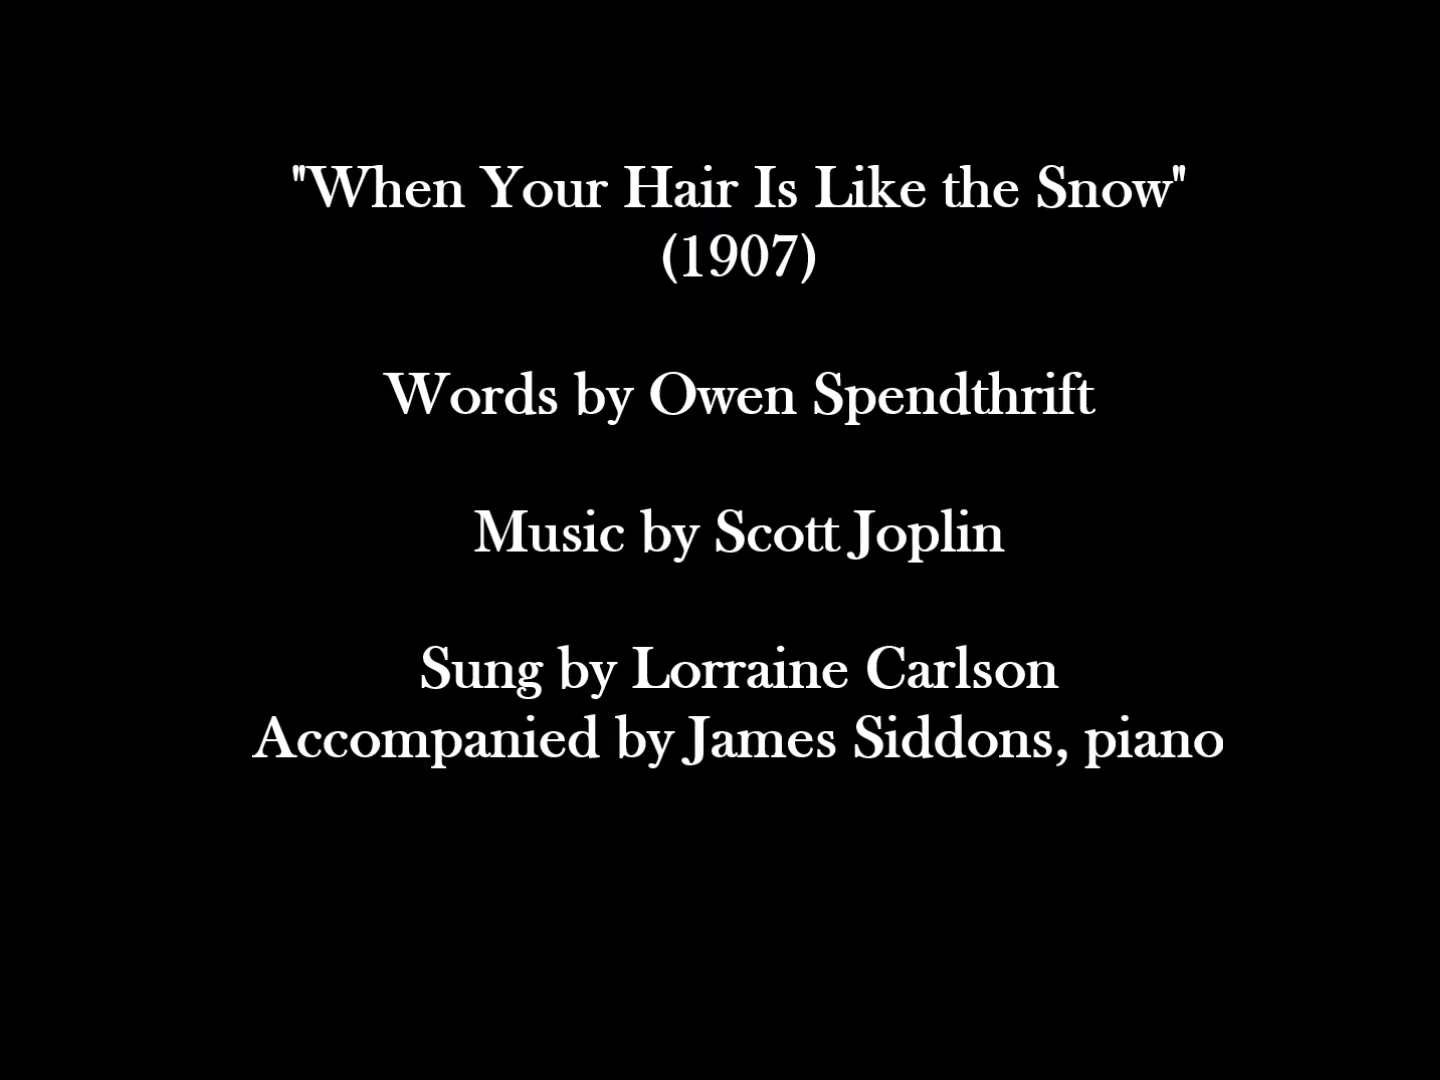 "When Your Hair Is Like the Snow"
(1907)
Words by Owen Spendthrift
Music by Scott Joplin
Sung by Lorraine Carlson
Accompanied by James Siddons, piano